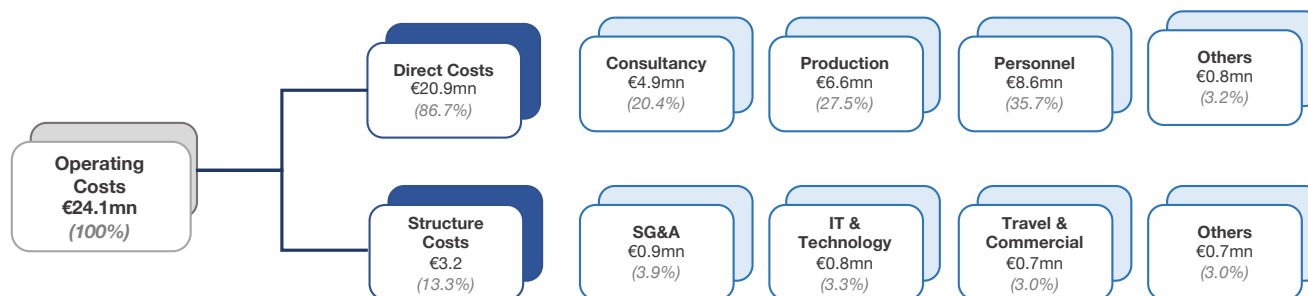 Direct Costs
€20.9mn
(86.7%)
Consultancy
€4.9mn
(20.4%)
Production
€6.6mn
(27.5%)
Personnel
€8.6mn
(35.7%)
Others
€0.8mn
(3.2%)
Operating
Costs
€24.1mn
(100%)
Structure
Costs
€3.2
(13.3%)
SG&A
€0.9mn
(3.9%)
IT &
Technology
€0.8mn
(3.3%)
Travel &
Commercial
€0.7mn
(3.0%)
Others
€0.7mn
(3.0%)